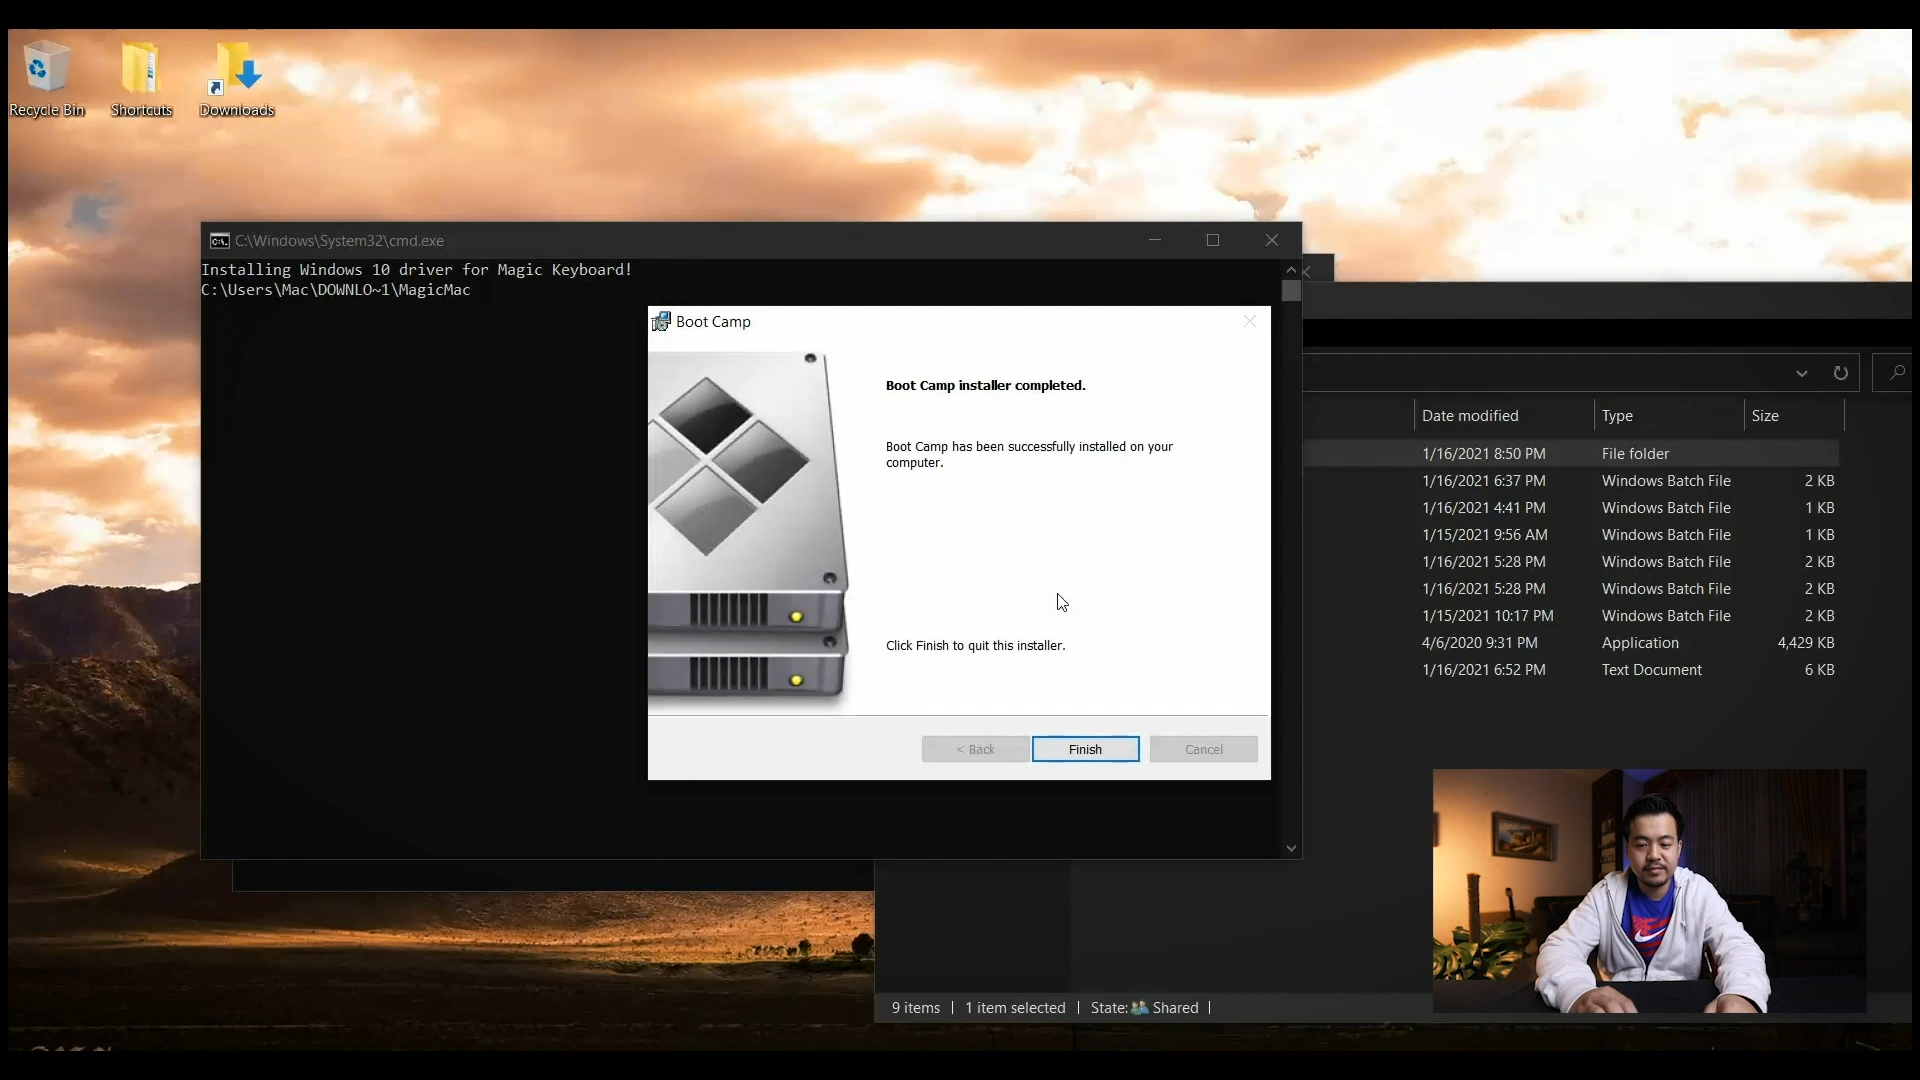 Recycle Bin
Shortcuts
Downloads
C:\Windows\System32\cmd.exe
Installing Windows 10 driver for Magic Keyboard!
C:\Users\Mac\DOWNLO~1\MagicMac
Boot Camp
Boot Camp installer completed.
Boot Camp has been successfully installed on your
computer.
Click Finish to quit this installer.
< Back
Finish
Cancel
Date modified
Type
Size
1/16/2021 8:50 PM
File folder
1/16/2021 6:37 PM
Windows Batch File
2 KB
1/16/2021 4:41 PM
Windows Batch File
1 KB
1/15/2021 9:56 AM
Windows Batch File
1 KB
1/16/2021 5:28 PM
Windows Batch File
2 KB
1/16/2021 5:28 PM
Windows Batch File
2 KB
1/15/2021 10:17 PM
Windows Batch File
2 KB
4/6/2020 9:31 PM
Application
4,429 KB
1/16/2021 6:52 PM
Text Document
6 KB
9 items
1 item selected
State:
Shared